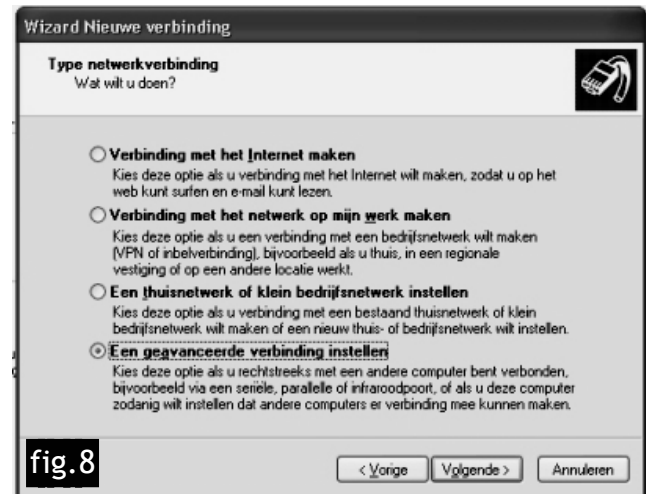 Wizard Nieuwe verbinding
Type netwerkverbinding
Wat wilt u doen?
Verbinding met het Internet maken
Kies deze optie als u verbinding met het Internet wilt maken, zodat u op het
web kunt surfen en e-mail kunt lezen.
Verbinding met het netwerk op mijn werk maken
Kies deze optie als u een verbinding met een bedrijfsnetwerk wilt maken
(VPN of inbelverbinding), bijvoorbeeld als u thuis, in een regionale
vestiging of op een andere locatie werkt.
Een thuisnetwerk of klein bedrijfsnetwerk instellen
Kies deze optie als u verbinding met een bestaand thuisnetwerk of klein
bedrijfsnetwerk wilt maken of een nieuw thuis- of bedrijfsnetwerk wilt instellen.
Een geavanceerde verbinding instellen
Kies deze optie als u rechtstreeks met een andere computer bent verbonden,
bijvoorbeeld via een seriële, parallelle of infraroodpoort, of als u deze computer
zodanig wilt instellen dat andere computers er verbinding mee kunnen maken.
fig.8
< Vorige Volgende > Annuleren